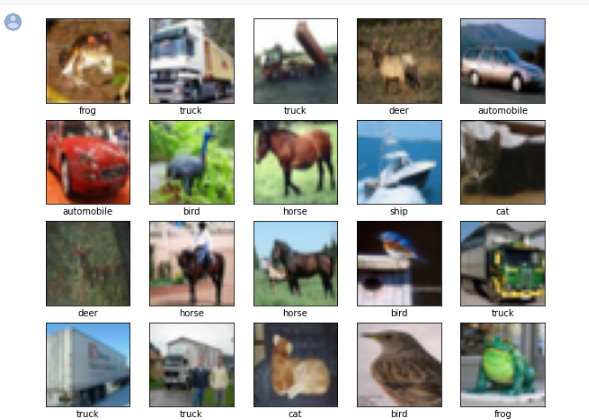 frog truck truck deer automobile
automobile bird horse ship cat
deer horse horse bird truck
truck truck cat bird frog